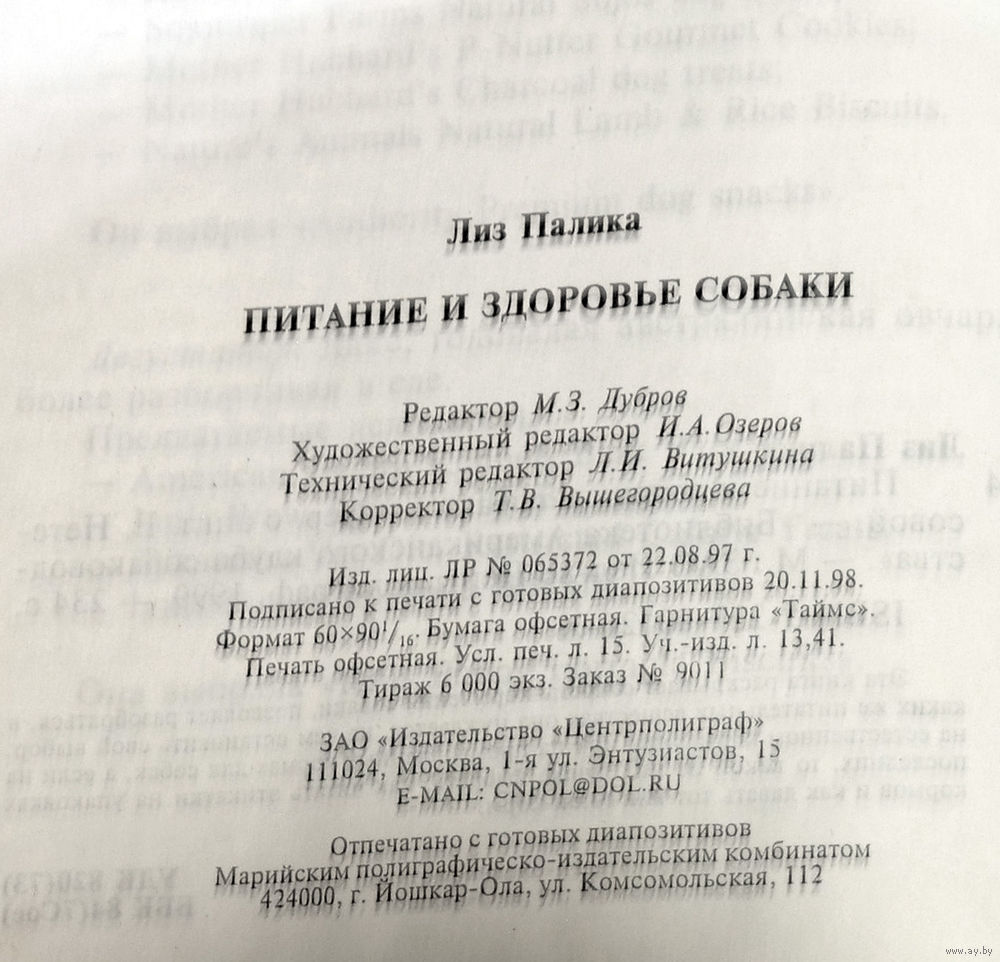 Лиз Палика
ПИТАНИЕ И ЗДОРОВЬЕ СОБАКИ
Редактор М.З. Дубров
Художественный редактор И.А. Озеров
Технический редактор Л.И. Витушкина
Корректор Т.В. Вышегородцева
Изд. лиц. ЛР № 065372 от 22.08.97 г.
Подписано к печати с готовых диапозитивов 20.11.98.
Формат 60×90¹/₁₆. Бумага офсетная. Гарнитура «Таймс».
Печать офсетная. Усл. печ. л. 15. Уч.-изд. л. 13,41.
Тираж 6 000 экз. Заказ № 9011
ЗАО «Издательство «Центрполиграф»
111024, Москва, 1-я ул. Энтузиастов, 15
E-MAIL: CNPOL@DOL.RU
Отпечатано с готовых диапозитивов
Марийским полиграфическо-издательским комбинатом
424000, г. Йошкар-Ола, ул. Комсомольская, 112
www.ay.by